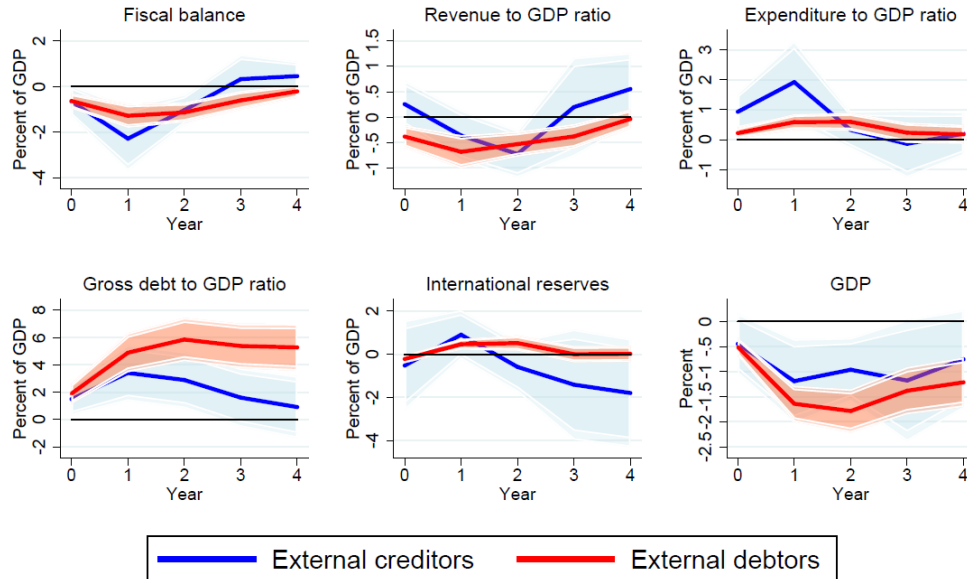 Fiscal balance
Percent of GDP
2
0
-2
-4
0 1 2 3 4
Year
Revenue to GDP ratio
Percent of GDP
1.5
1
.5
0
-.5
-1
0 1 2 3 4
Year
Expenditure to GDP ratio
Percent of GDP
3
2
1
0
-1
0 1 2 3 4
Year
Gross debt to GDP ratio
Percent of GDP
8
6
4
2
0
-2
0 1 2 3 4
Year
International reserves
Percent of GDP
2
0
-2
-4
0 1 2 3 4
Year
GDP
Percent
0
-.5
-1
-1.5
-2
-2.5
0 1 2 3 4
Year
External creditors
External debtors